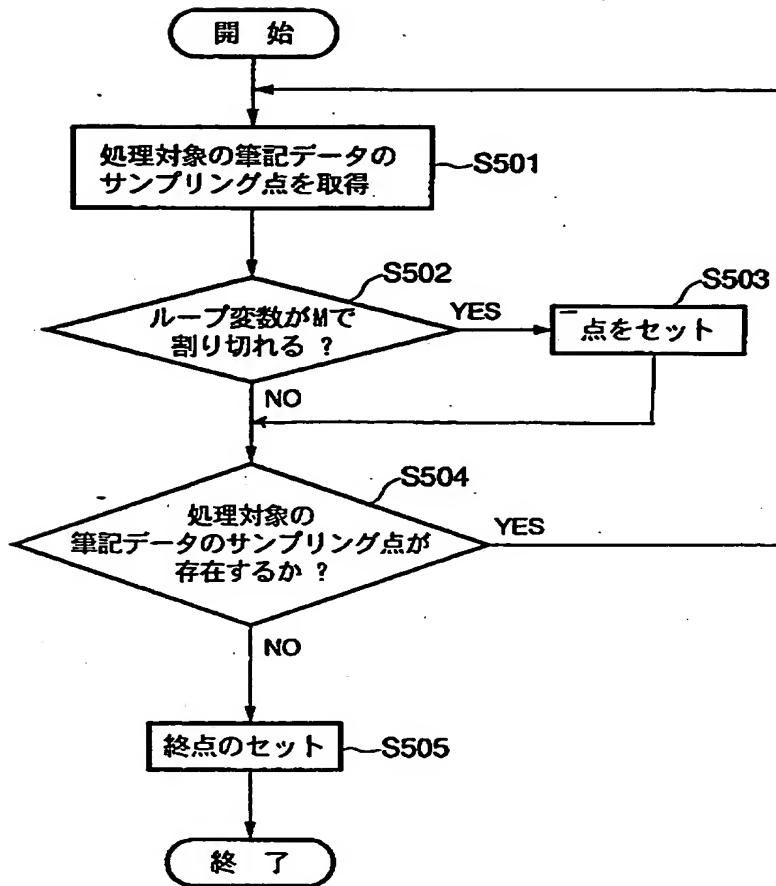 開 始
処理対象の筆記データの
サンプリング点を取得
S501
S502
ループ変数がMで
割り切れる ?
YES
S503
点をセット
NO
S504
処理対象の
筆記データのサンプリング点が
存在するか ?
YES
NO
終点のセット
S505
終 了